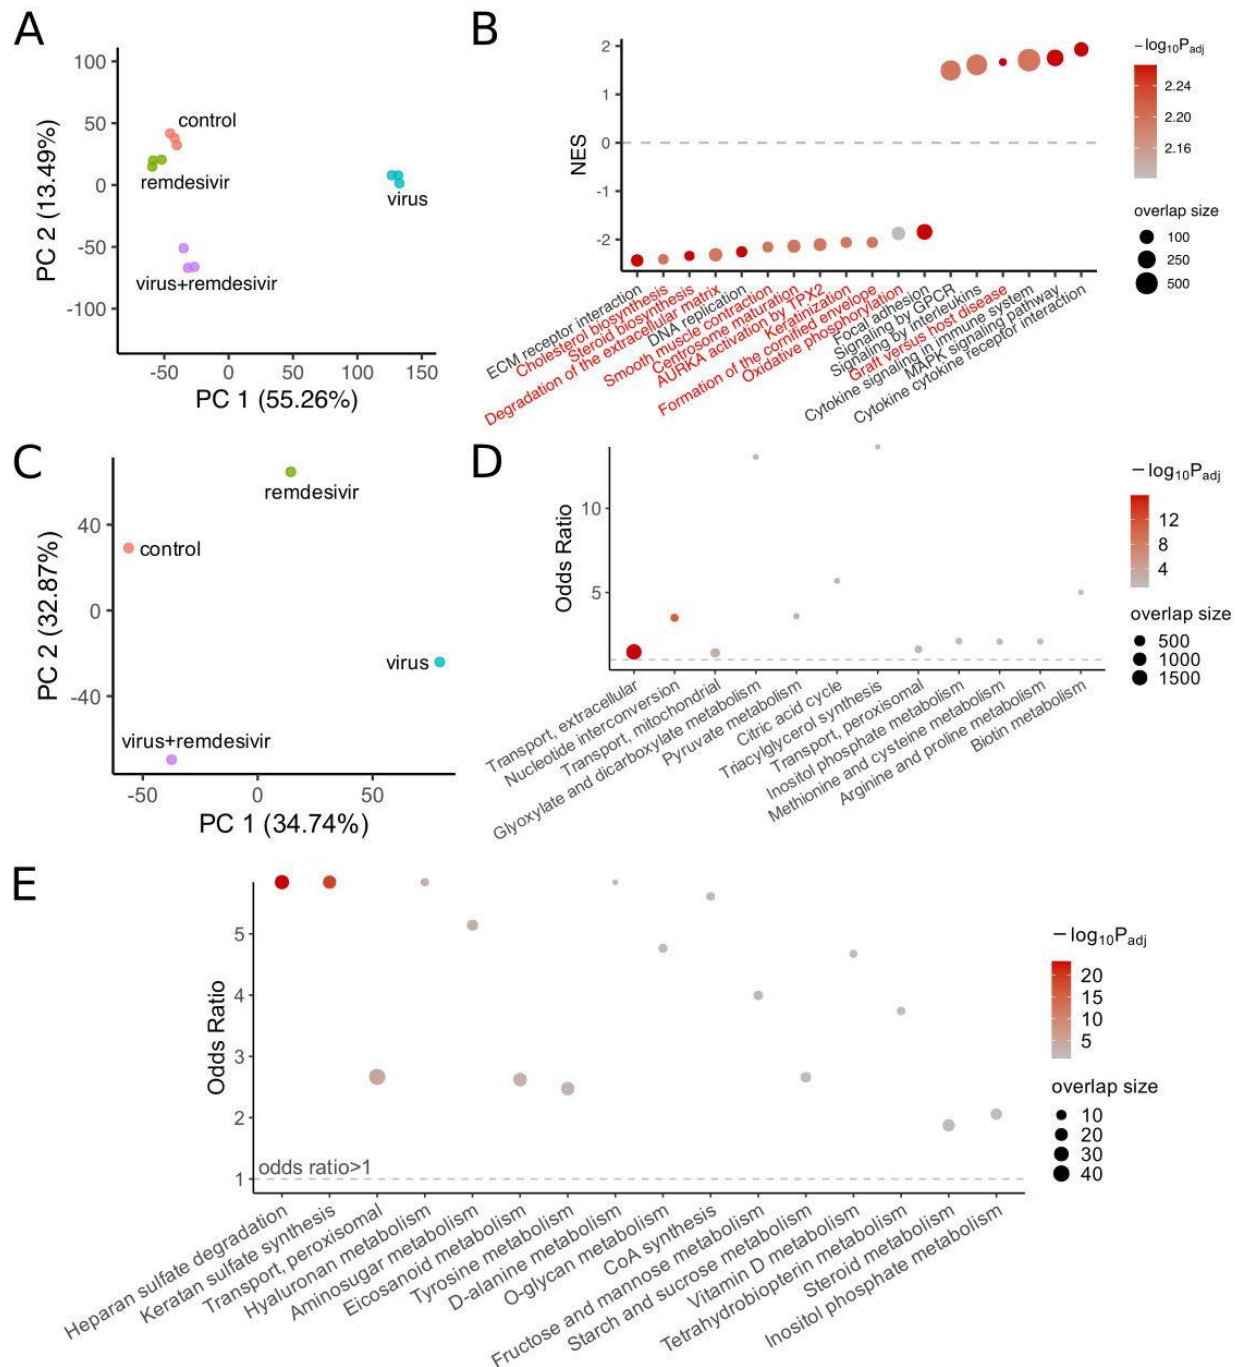 A
100
50
0
-50
-100
control
remdesivir
virus
virus+remdesivir
-50
0
50
100
150
PC 1 (55.26%)
PC 2 (13.49%)
B
2
1
0
-1
-2
NES
ECM receptor interaction
Cholesterol biosynthesis
Steroid biosynthesis
Degradation of the extracellular matrix
DNA replication
Smooth muscle contraction
Centrosome maturation
AURKA activation by TPX2
Keratinization
Formation of the cornified envelope
Oxidative phosphorylation
Focal adhesion
Signaling by GPCR
Signaling by interleukins
Graft versus host disease
Cytokine signaling in immune system
MAPK signaling pathway
Cytokine cytokine receptor interaction
−log10Padj
2.24
2.20
2.16
overlap size
100
250
500
C
40
0
-40
remdesivir
control
virus
virus+remdesivir
-50
0
50
PC 1 (34.74%)
PC 2 (32.87%)
D
10
5
Odds Ratio
Transport, extracellular
Nucleotide interconversion
Transport, mitochondrial
Glyoxylate and dicarboxylate metabolism
Pyruvate metabolism
Citric acid cycle
Triacylglycerol synthesis
Transport, peroxisomal
Inositol phosphate metabolism
Methionine and cysteine metabolism
Arginine and proline metabolism
Biotin metabolism
−log10Padj
12
8
4
overlap size
500
1000
1500
E
5
4
3
2
1
Odds Ratio
odds ratio>1
Heparan sulfate degradation
Keratan sulfate synthesis
Transport, peroxisomal
Hyaluronan metabolism
Aminosugar metabolism
Eicosanoid metabolism
Tyrosine metabolism
D-alanine metabolism
O-glycan metabolism
CoA synthesis
Fructose and mannose metabolism
Starch and sucrose metabolism
Vitamin D metabolism
Tetrahydrobiopterin metabolism
Steroid metabolism
Inositol phosphate metabolism
−log10Padj
20
15
10
5
overlap size
10
20
30
40